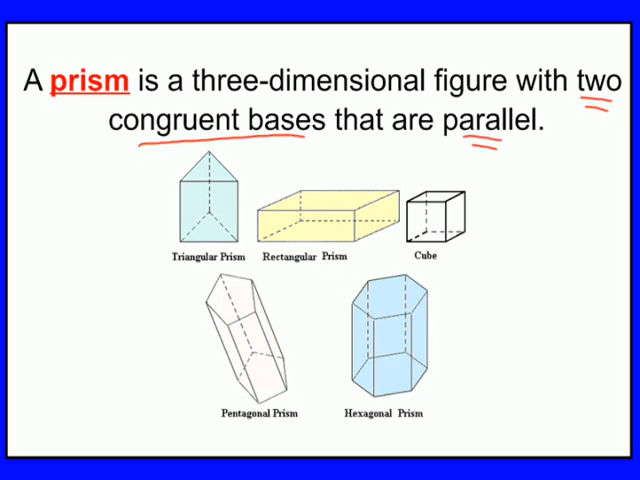 A prism is a three-dimensional figure with two
congruent bases that are parallel.
Triangular Prism
Rectangular Prism
Cube
Pentagonal Prism
Hexagonal Prism